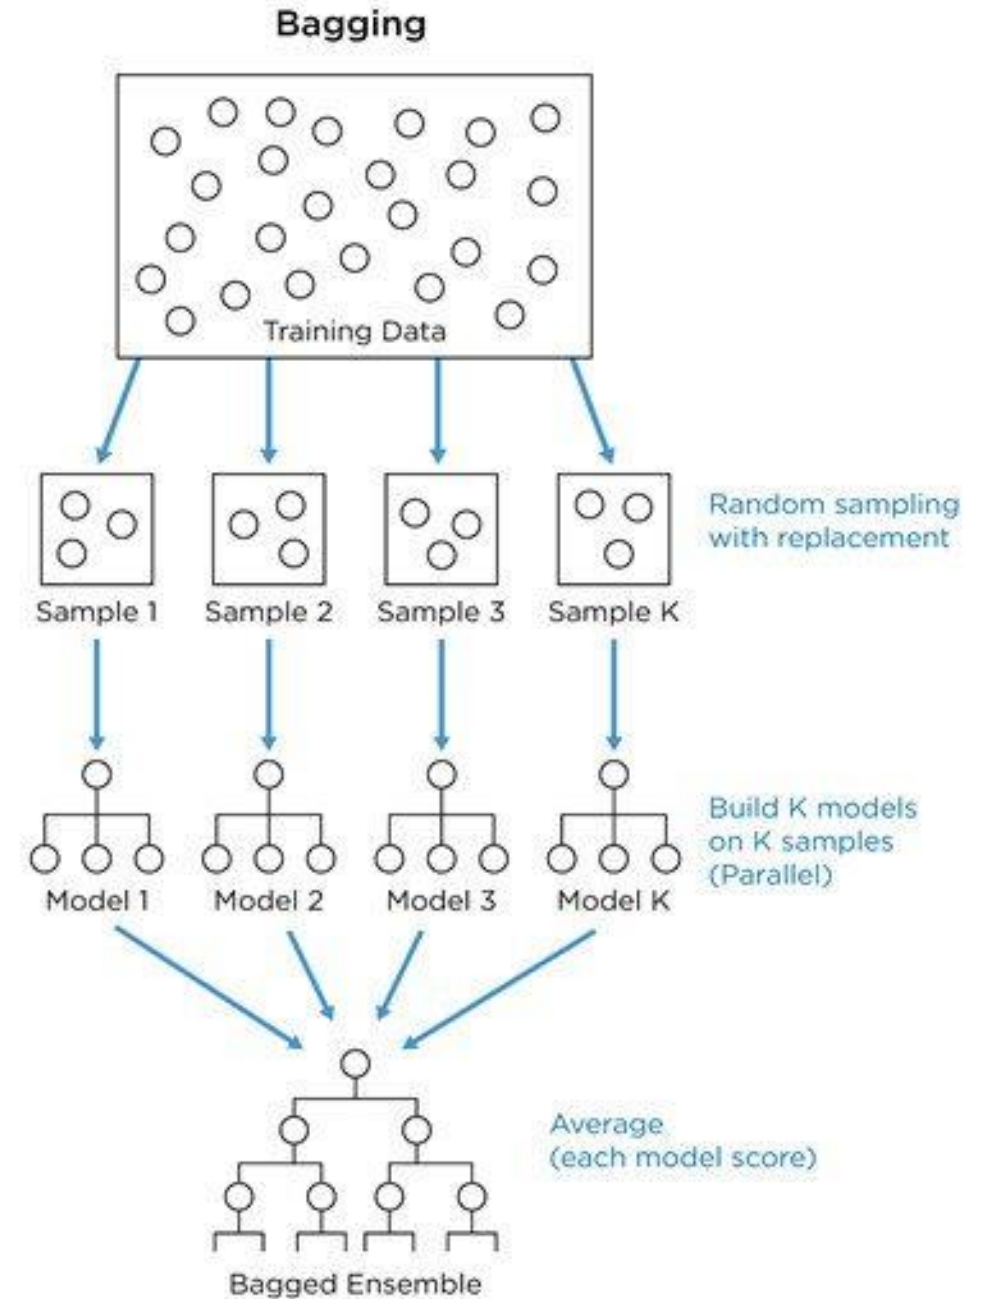 Bagging
Training Data
Random sampling
with replacement
Sample 1
Sample 2
Sample 3
Sample K
Build K models
on K samples
(Parallel)
Model 1
Model 2
Model 3
Model K
Average
(each model score)
Bagged Ensemble